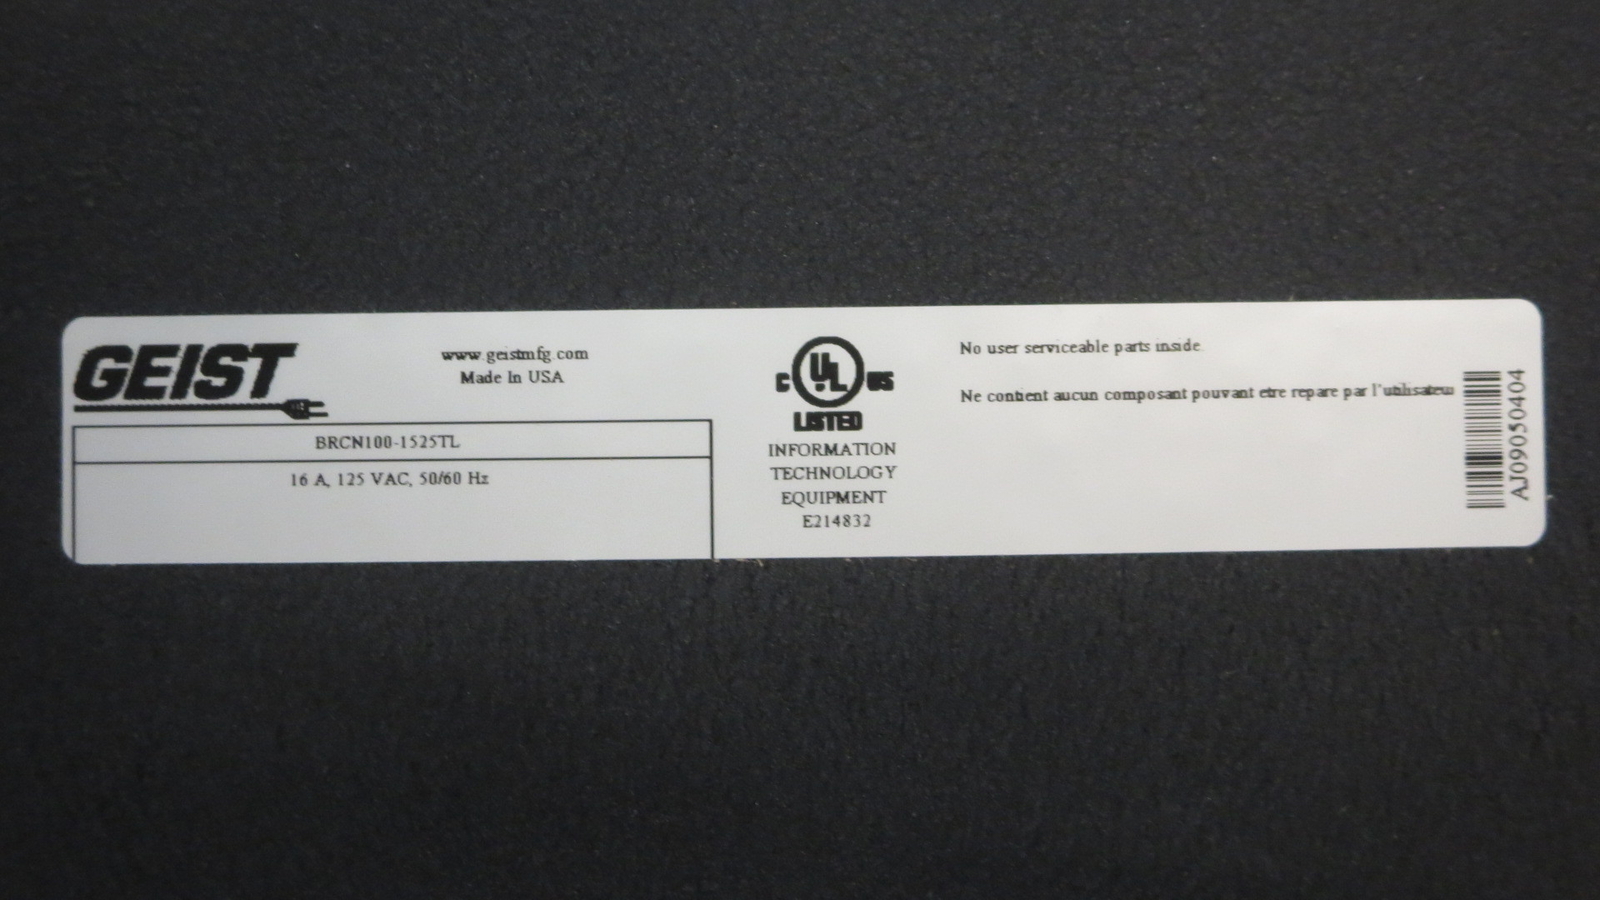 GEIST
www.geistmfg.com
Made In USA
BRCN100-1525TL
16 A, 125 VAC, 50/60 Hz
C UL US
LISTED
INFORMATION
TECHNOLOGY
EQUIPMENT
E214832
No user serviceable parts inside.
Ne contient aucun composant pouvant etre repare par l'utilisateur
AJ09050404